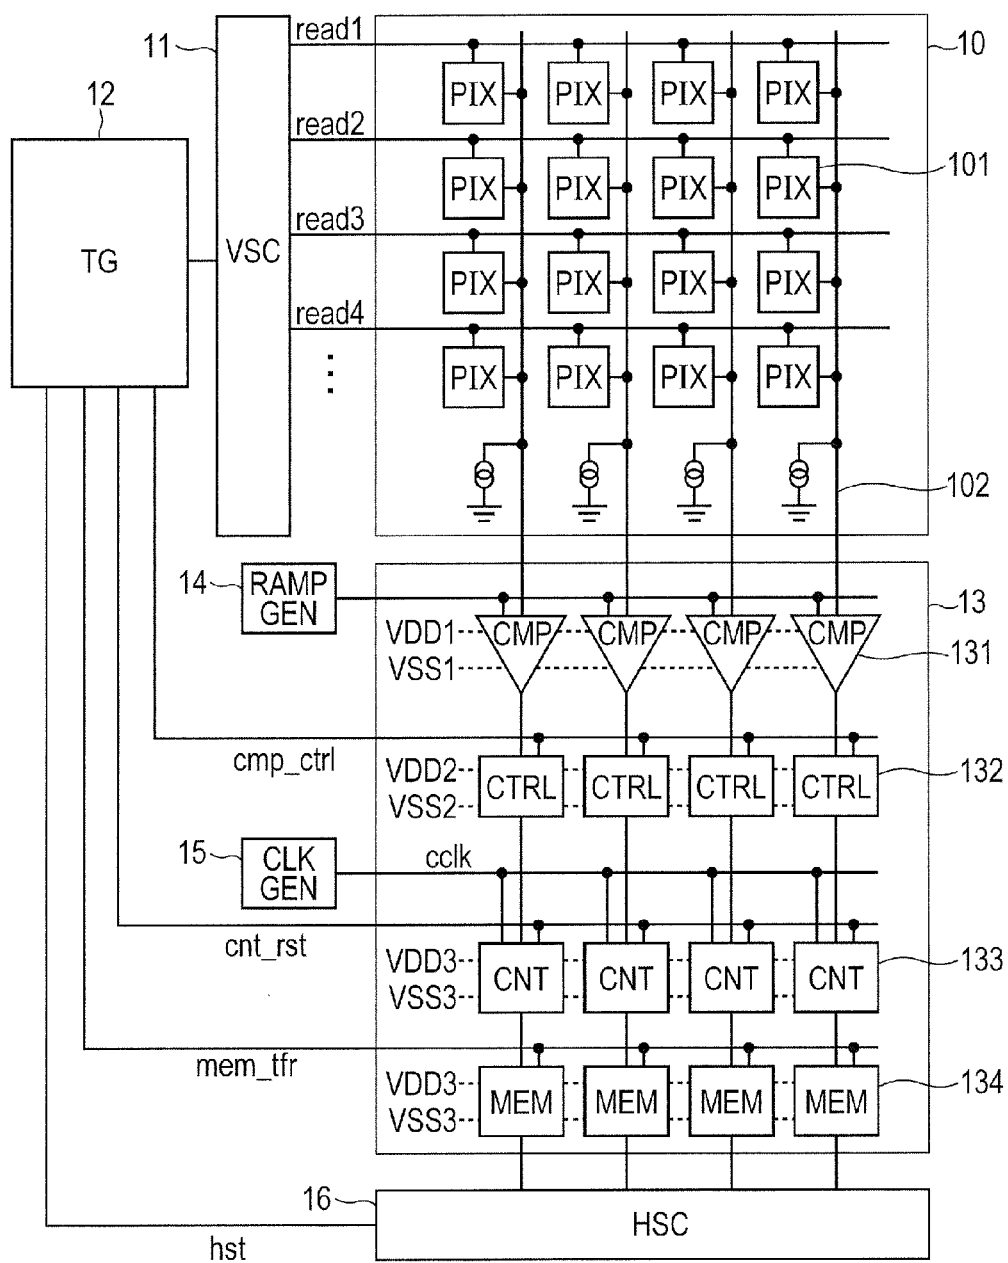 11
read1
10
PIX PIX PIX PIX
12
read2
101
PIX PIX PIX PIX
TG
VSC
read3
PIX PIX PIX PIX
read4
PIX PIX PIX PIX
102
14
RAMP
GEN
13
VDD1
CMP CMP CMP CMP
131
VSS1
cmp_ctrl
VDD2
132
CTRL CTRL CTRL CTRL
VSS2
15
CLK
GEN
cclk
cnt_rst
VDD3
133
CNT CNT CNT CNT
VSS3
mem_tfr
VDD3
134
MEM MEM MEM MEM
VSS3
16
HSC
hst